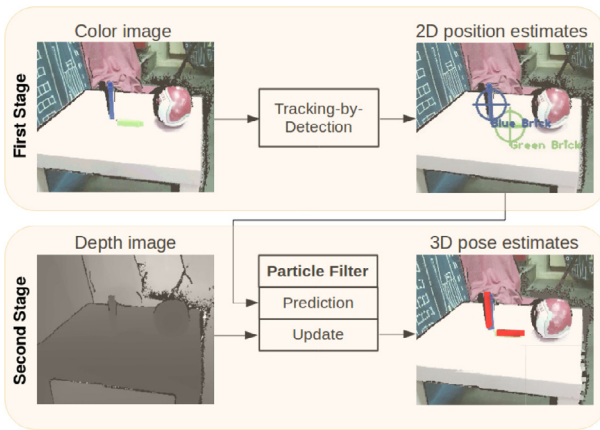 First Stage
Color image
2D position estimates
Tracking-by-
Detection
Blue Brick
Green Brick
Second Stage
Depth image
3D pose estimates
Particle Filter
Prediction
Update